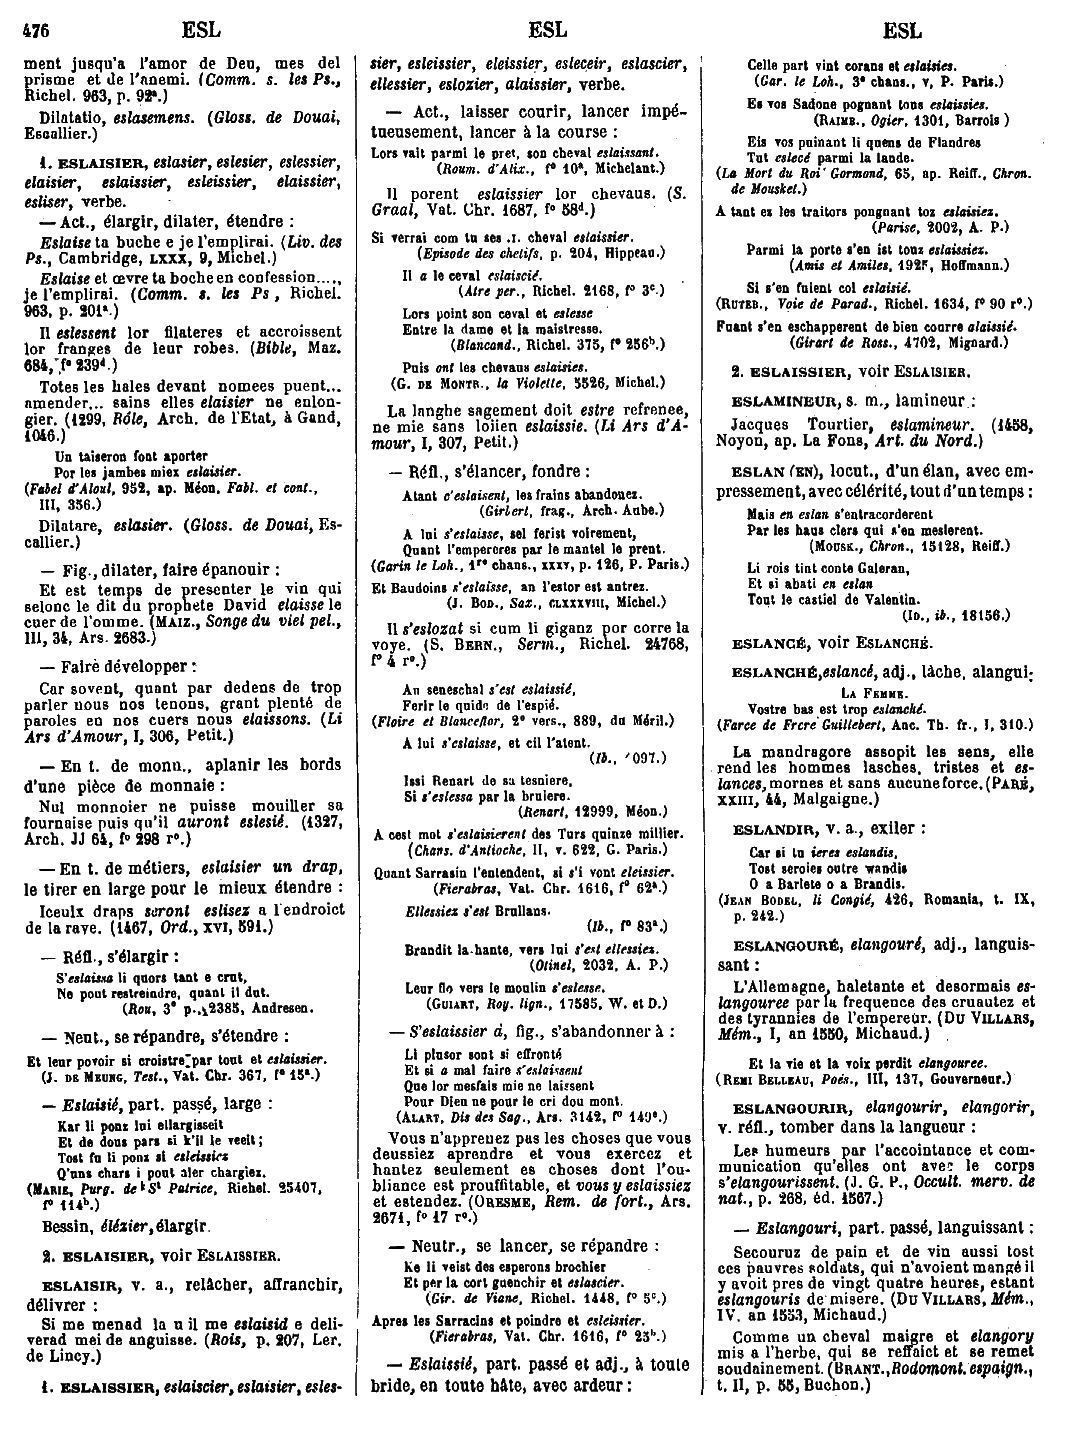 476 ESL ESL ESL
ment jusqu'a l'amor de Deu, mes del
prisme et de l'anemi. (Comm. s. les Ps.,
Richel. 963, p. 92ª.)
Dilatatio, eslasemens. (Gloss. de Douai,
Escallier.)
1. ESLAISIER, eslasier, eslesier, eslessier,
elaisier, eslaissier, esleissier, elaissier,
esliser, verbe.
— Act., élargir, dilater, étendre :
Eslaise ta buche e je l'emplirai. (Liv. des
Ps., Cambridge, LXXX, 9, Michel.)
Eslaise et œvre ta boche en confession....,
je l'emplirai. (Comm. s. les Ps , Richel.
963, p. 201ª.)
Il eslessent lor filateres et accroissent
lor franges de leur robes. (Bible, Maz.
684, fº 239ᵈ.)
Totes les hales devant nomees puent...
amender... sains elles elaisier ne enlon-
gier. (1299, Rôle, Arch. de l'Etat, à Gand,
1046.)
Un taiseron font aporter
Por les jambes miex eslaisier.
(Fabel d'Aloul, 952, ap. Méon, Fabl. et cont.,
III, 356.)
Dilatare, eslasier. (Gloss. de Douai, Es-
callier.)
— Fig., dilater, faire épanouir :
Et est temps de presenter le vin qui
selonc le dit du prophete David elaisse le
cuer de l'omme. (MAIZ., Songe du viel pel.,
III, 34, Ars. 2683.)
— Faire développer :
Car sovent, quant par dedens de trop
parler nous nos tenons, grant plenté de
paroles en nos cuers nous elaissons. (Li
Ars d'Amour, I, 306, Petit.)
— En t. de monn., aplanir les bords
d'une pièce de monnaie :
Nul monnoier ne puisse mouiller sa
fournaise puis qu'il auront eslesié. (1327,
Arch. JJ 64, fº 298 rº.)
— En t. de métiers, eslaisier un drap,
le tirer en large pour le mieux étendre :
Iceulx draps seront eslisez a l'endroict
de la raye. (1467, Ord., XVI, 591.)
— Réfl., s'élargir :
S'eslaissa li quors tant e crut,
Ne pout restreindre, quant il dut.
(Rou, 3ᵉ p., 2385, Andresen.
— Neut., se répandre, s'étendre :
Et leur povoir si croistre par tout et eslaissier.
(J. DE MEUNG, Test., Vat. Chr. 367, fº 15ª.)
— Eslaisié, part. passé, large :
Kar li ponz lui ellargisseit
Et de dous pars si k'il le veeit ;
Tost fu li ponz si esleissiez
Q'uns chars i pout aler chargiez.
(MARIE, Purg. de Sᵗ Patrice, Richel. 25407,
fº 114ᵇ.)
Bessin, élézier, élargir.
2. ESLAISIER, voir ESLAISSIER.
ESLAISIR, v. a., relâcher, affranchir,
délivrer :
Si me menad la u il me eslaisid e deli-
verad mei de anguisse. (Rois, p. 207, Ler.
de Lincy.)
1. ESLAISSIER, eslaiscier, eslaisier, esles-
sier, esleissier, eleissier, esleceir, eslascier,
ellessier, eslozier, alaissier, verbe.
— Act., laisser courir, lancer impé-
tueusement, lancer à la course :
Lors vait parmi le pret, son cheval eslaissant.
(Roum. d'Alix., fº 10ª, Michelant.)
Il porent eslaissier lor chevaus. (S.
Graal, Vat. Chr. 1687, fº 58ᵈ.)
Si verrai com tu ses .I. cheval eslaissier.
(Episode des chetifs, p. 204, Hippeau.)
Il a le ceval eslaiscié.
(Atre per., Richel. 2168, fº 3ᶜ.)
Lors point son ceval et eslesse
Entre la dame et la maistresse.
(Blancand., Richel. 375, fº 256ᵇ.)
Puis ont les chevaus eslaisies.
(G. DE MONTR., la Violette, 5526, Michel.)
La langhe sagement doit estre refrenee,
ne mie sans loiien eslaissie. (Li Ars d'A-
mour, I, 307, Petit.)
— Réfl., s'élancer, fondre :
Atant s'eslaisent, les frains abandonez.
(Girbert, frag., Arch. Aube.)
A lui s'eslaisse, sel ferist voirement,
Quant l'empereres par le mantel le prent.
(Garin le Loh., 1ʳᵉ chans., XXXV, p. 126, P. Paris.)
Et Baudoins s'eslaisse, an l'estor est antrez.
(J. BOD., Sax., CLXXXVIII, Michel.)
Il s'eslozat si cum li giganz por corre la
voye. (S. BERN., Serm., Richel. 24768,
fº 4 rº.)
Au seneschal s'est eslaissié,
Ferir le quide de l'espié.
(Floire et Blanceflor, 2ᵉ vers., 889, du Méril.)
A lui s'eslaisse, et cil l'atent.
(Ib., 097.)
Issi Renart de sa tesniere,
Si s'eslessa par la bruiere.
(Renart, 12999, Méon.)
A cest mot s'eslaisierent des Turs quinze millier.
(Chans. d'Antioche, II, v. 622, G. Paris.)
Quant Sarrasin l'entendent, si s'i vont eleissier.
(Fierabras, Vat. Chr. 1616, fº 62ª.)
Ellessiez s'est Brullans.
(Ib., fº 83ª.)
Brandit la hante, vers lui s'est ellessiez.
(Otinel, 2032, A. P.)
Leur flo vers le moulin s'eslesse.
(GUIART, Roy. lign., 17585, W. et D.)
— S'eslaissier à, fig., s'abandonner à :
Li plusor sont si effronté
Et si a mal faire s'eslaissent
Que lor mesfais mie ne laissent
Pour Dieu ne pour le cri dou mont.
(ALART, Dis des Sag., Ars. 3142, fº 149ᵉ.)
Vous n'apprenez pas les choses que vous
deussiez aprendre et vous exercez et
hantez seulement es choses dont l'ou-
bliance est prouffitable, et vous y eslaissiez
et estendez. (ORESME, Rem. de fort., Ars.
2671, fº 17 rº.)
— Neutr., se lancer, se répandre :
Ke li veist des esperons brochier
Et per la cort guenchir et eslascier.
(Gir. de Viane, Richel. 1448, fº 5ᶜ.)
Apres les Sarracins et poindre et esleissier.
(Fierabras, Vat. Chr. 1616, fº 23ᵇ.)
— Eslaissié, part. passé et adj., à toute
bride, en toute hâte, avec ardeur :
Celle part vint corans et eslaisies.
(Gar. le Loh., 3ᵉ chans., V, P. Paris.)
Es vos Sadone pognant tous eslaissies.
(RAIMB., Ogier, 1301, Barrois )
Eis vos puinant li quens de Flandres
Tut eslecé parmi la lande.
(La Mort du Roi Gormond, 65, ap. Reiff., Chron.
de Mousket.)
A tant ez les traitors pongnant toz eslaisiez.
(Parise, 2002, A. P.)
Parmi la porte s'en ist touz eslaissiez.
(Amis et Amiles, 1925, Hoffmann.)
Si s'en fuient col eslaisié.
(RUTEB., Voie de Parad., Richel. 1634, fº 90 rº.)
Fuant s'en eschapperent de bien courre alaissié.
(Girart de Ross., 4702, Mignard.)
2. ESLAISSIER, voir ESLAISIER.
ESLAMINEUR, s. m., lamineur :
Jacques Tourtier, eslamineur. (1458,
Noyon, ap. La Fons, Art. du Nord.)
ESLAN (EN), locut., d'un élan, avec em-
pressement, avec célérité, tout d'un temps :
Mais en eslan s'entracorderent
Par les haus clers qui s'en meslerent.
(MOUSK., Chron., 15128, Reiff.)
Li rois tint conte Galeran,
Et si abati en eslan
Tout le castiel de Valentin.
(ID., ib., 18156.)
ESLANCÉ, voir ESLANCHÉ.
ESLANCHÉ, eslancé, adj., lâche, alangui:
LA FEMME.
Vostre bas est trop eslanché.
(Farce de Frere Guillebert, Anc. Th. fr., I, 310.)
La mandragore assopit les sens, elle
rend les hommes lasches, tristes et es-
lances, mornes et sans aucune force. (PARÉ,
XXIII, 44, Malgaigne.)
ESLANDIR, v. a., exiler :
Car si tu ieres eslandis,
Tost seroies outre wandis
O a Barlete o a Brandis.
(JEAN BODEL, li Congié, 426, Romania, t. IX,
p. 242.)
ESLANGOURÉ, elangouré, adj., languis-
sant :
L'Allemagne, haletante et desormais es-
langouree par la frequence des cruautez et
des tyrannies de l'empereur. (DU VILLARS,
Mém., I, an 1550, Michaud.)
Et la vie et la voix perdit elangouree.
(REMI BELLEAU, Poés., III, 137, Gouverneur.)
ESLANGOURIR, elangourir, elangorir,
v. réfl., tomber dans la langueur :
Les humeurs par l'accointance et com-
munication qu'elles ont avec le corps
s'elangourissent. (J. G. P., Occult. merv. de
nat., p. 268, éd. 1567.)
— Eslangouri, part. passé, languissant :
Secouruz de pain et de vin aussi tost
ces pauvres soldats, qui n'avoient mangé il
y avoit pres de vingt quatre heures, estant
eslangouris de misere. (DU VILLARS, Mém.,
IV, an 1553, Michaud.)
Comme un cheval maigre et elangory
mis a l'herbe, qui se reffaict et se remet
soudainement. (BRANT., Rodomont. espaign.,
t. II, p. 55, Buchon.)